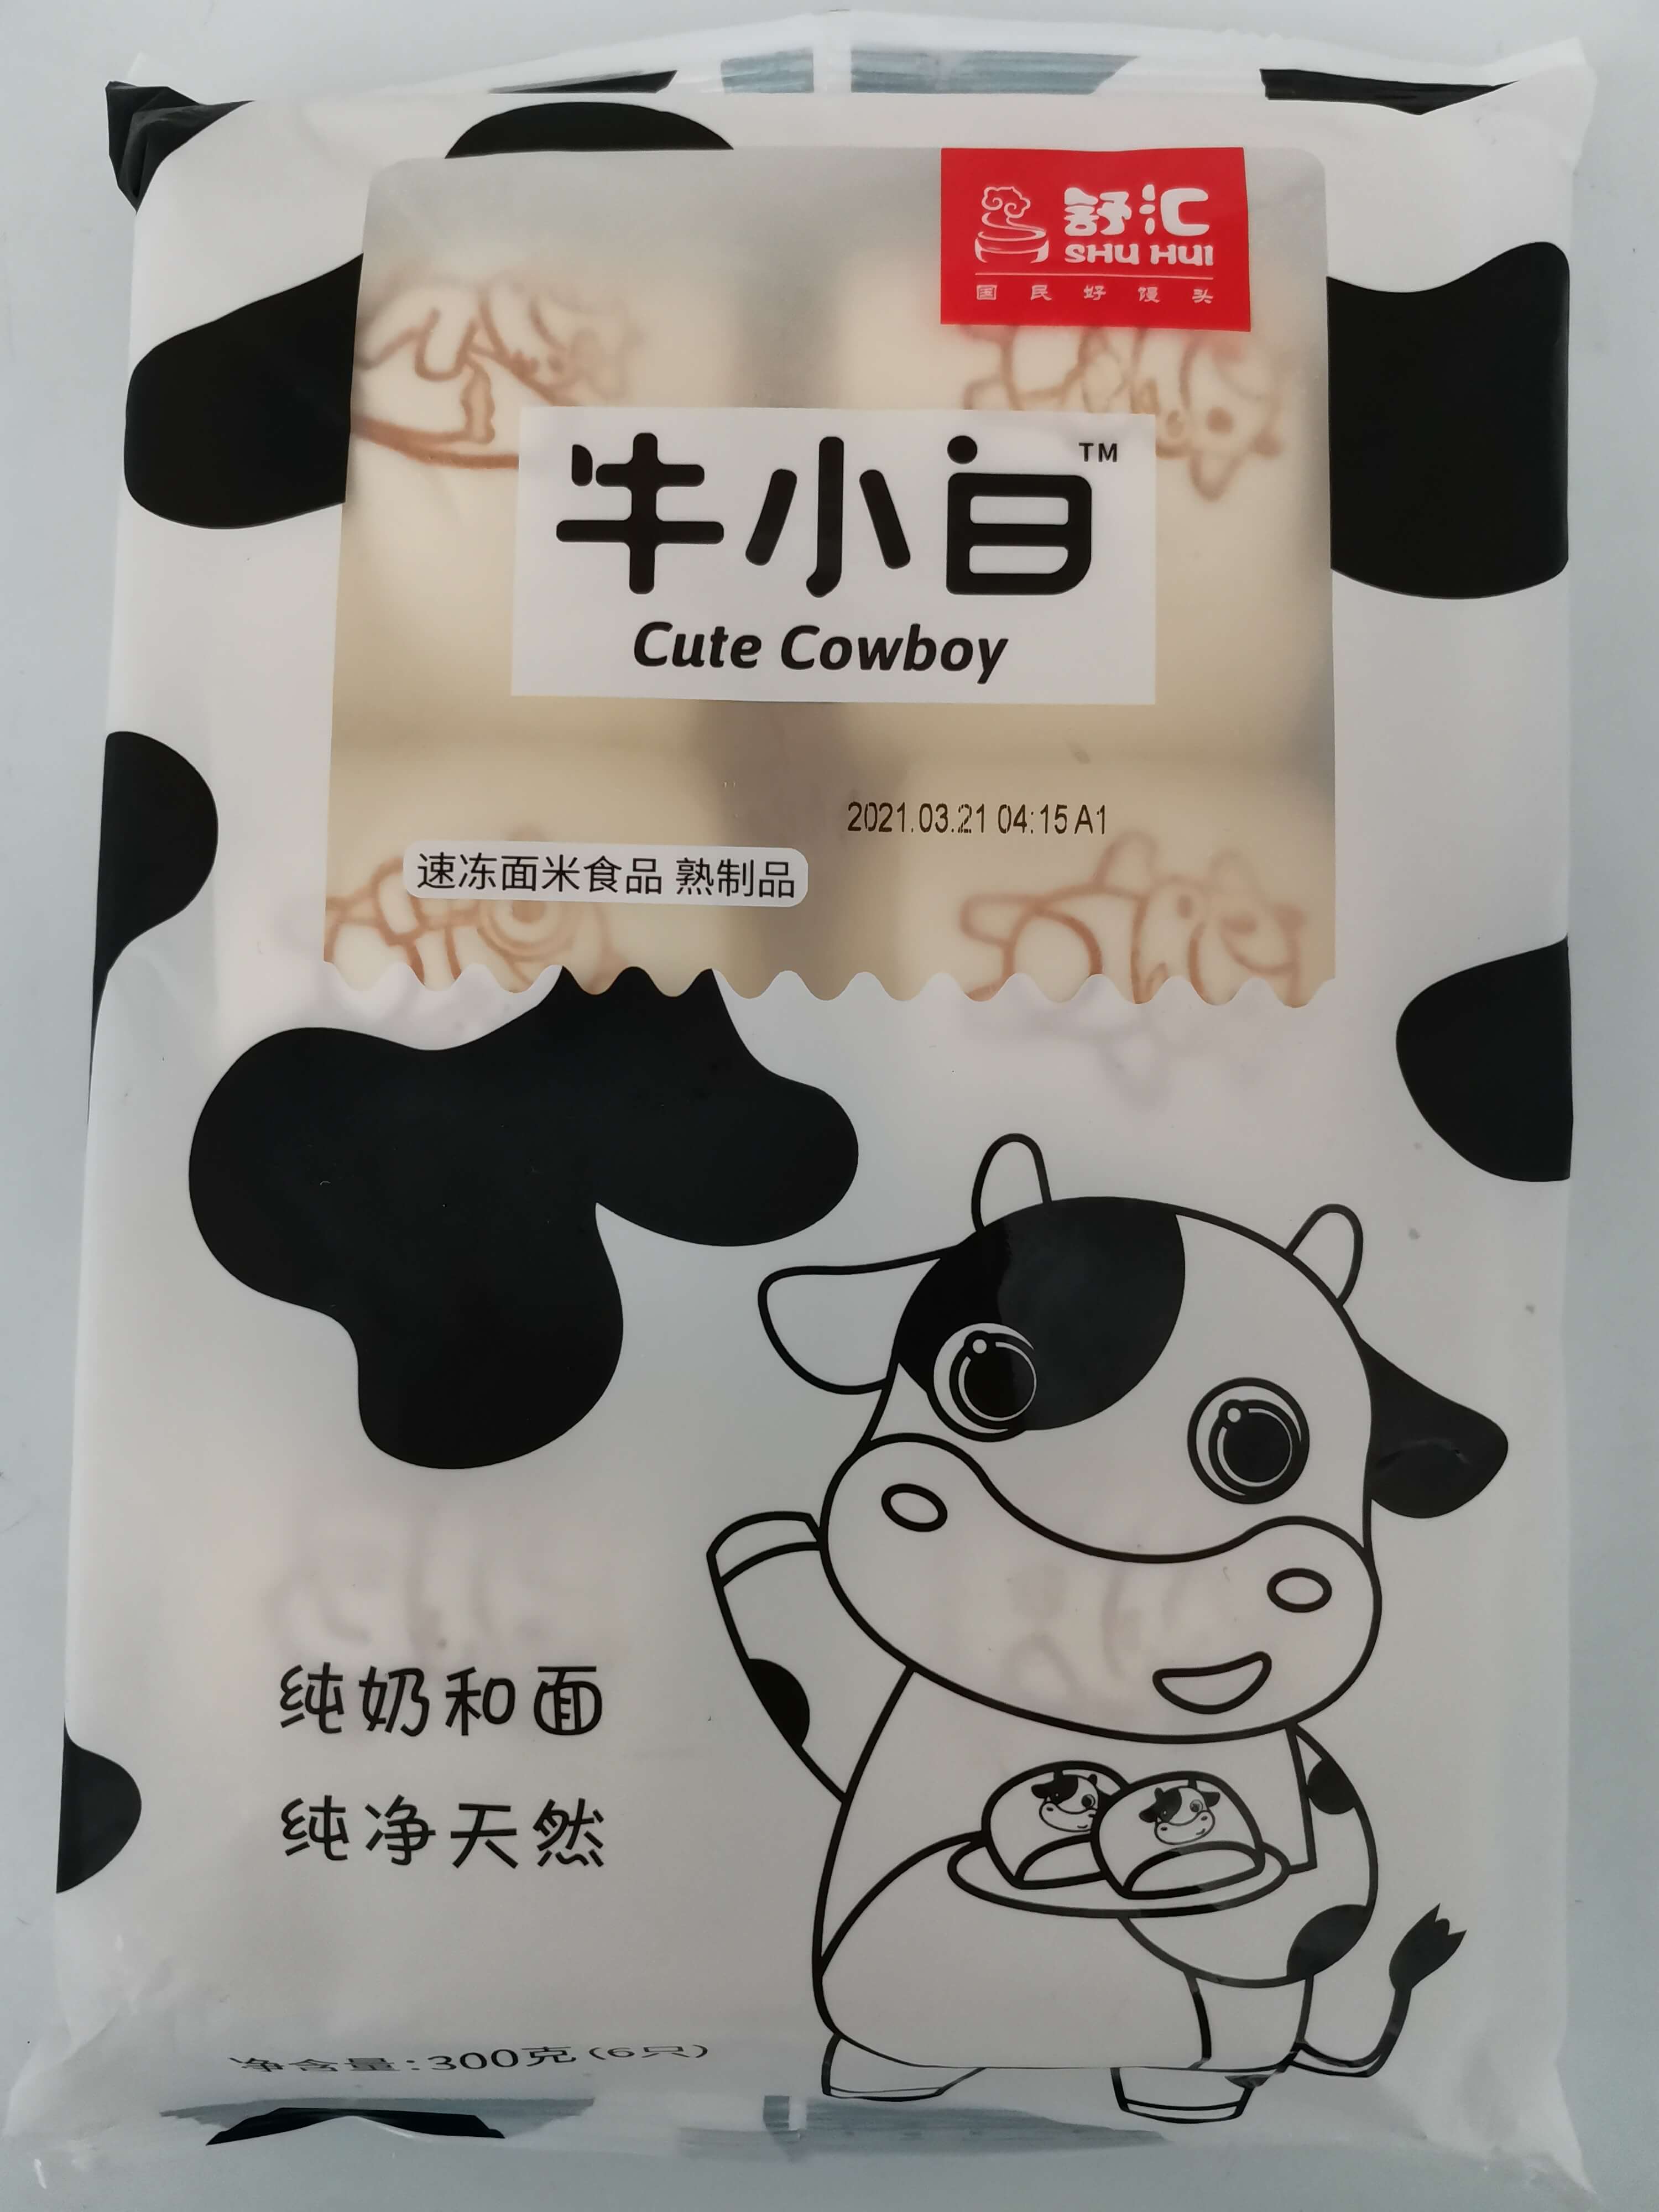 舒汇
SHU HUI
国民好馒头
牛小白TM
Cute Cowboy
2021.03.21 04:15 A1
速冻面米食品 熟制品
纯奶和面
纯净天然
净含量:300克(6只)